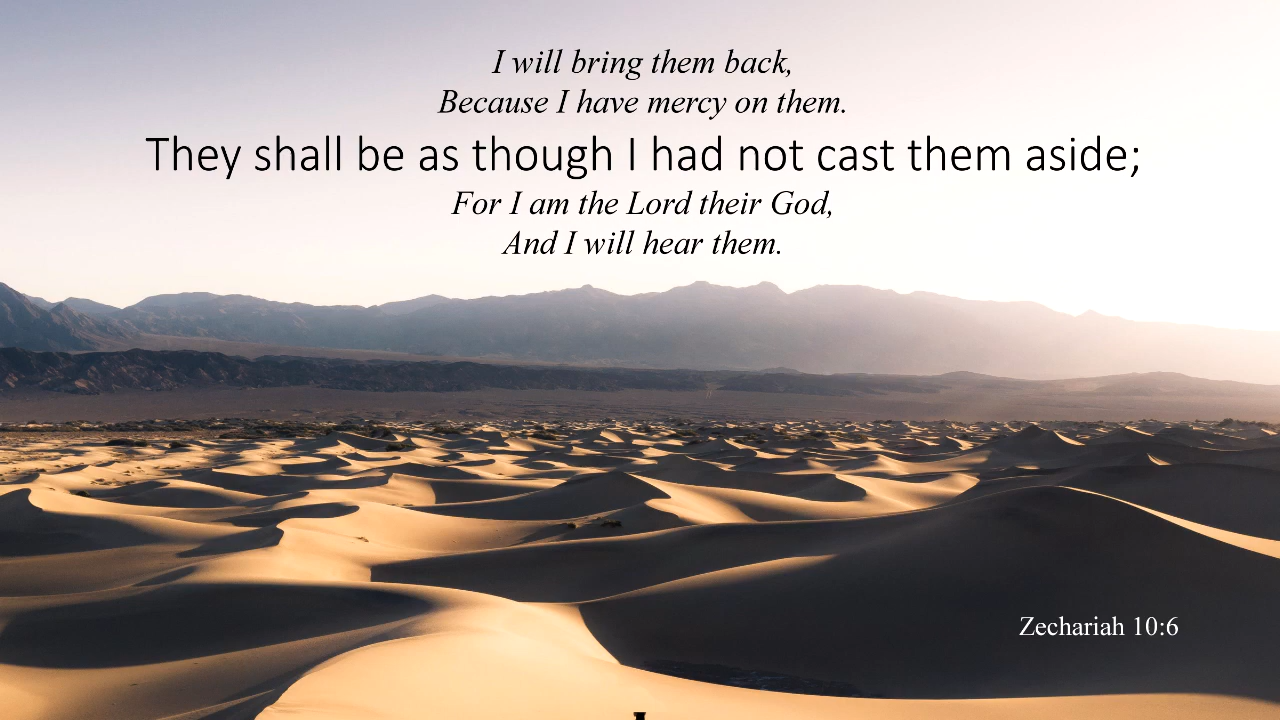 I will bring them back,
Because I have mercy on them.
They shall be as though I had not cast them aside;
For I am the Lord their God,
And I will hear them.
Zechariah 10:6